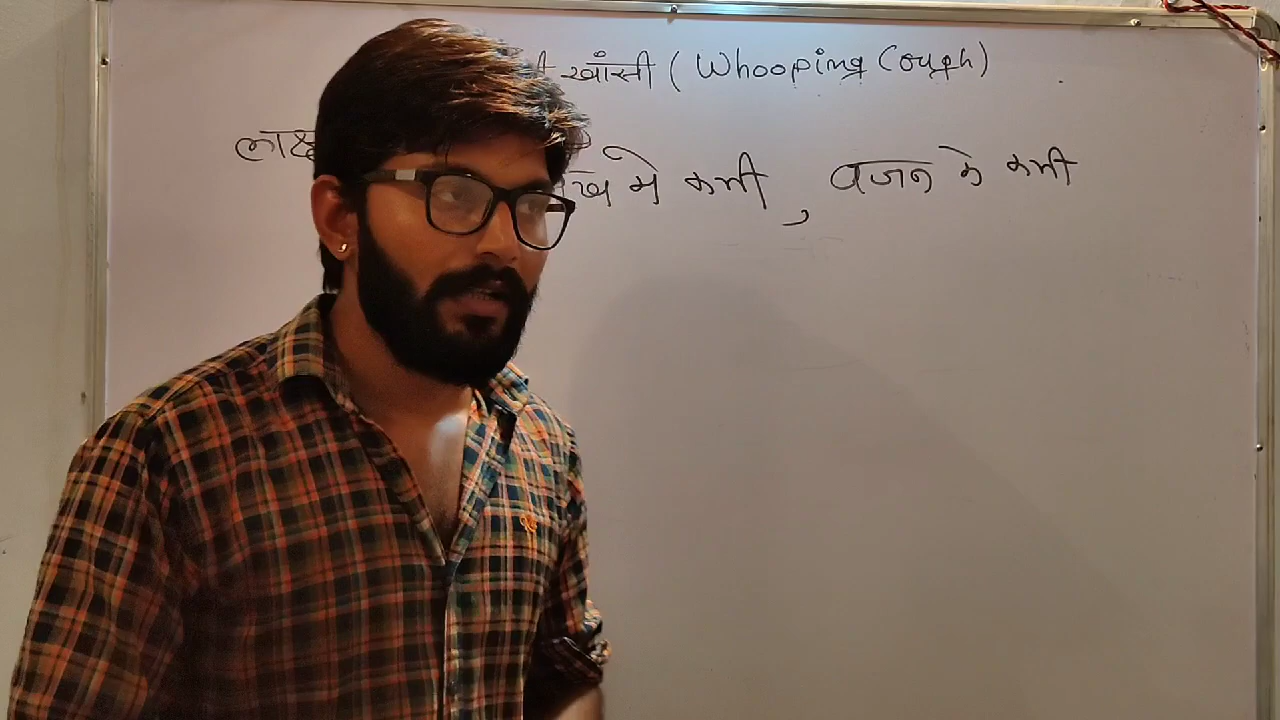 खाँसी (Whooping Cough)
में कमी, वजन के कमी